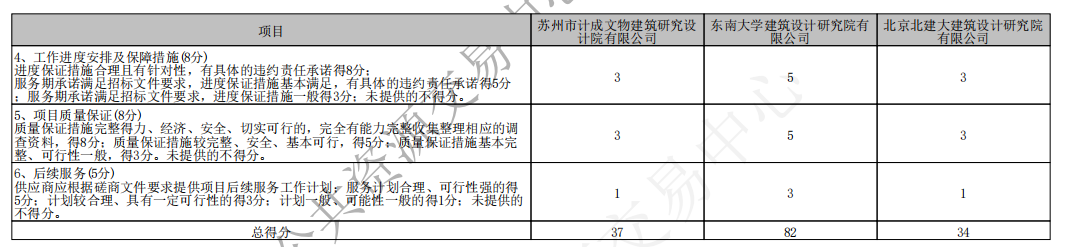 项目
苏州市计成文物建筑研究设
计院有限公司
东南大学建筑设计研究院有
限公司
北京北建大建筑设计研究院
有限公司
4、工作进度安排及保障措施(8分)
进度保证措施合理且有针对性，有具体的违约责任承诺得8分；
服务期承诺满足招标文件要求，进度保证措施基本满足，有具体的违约责任承诺得5分
；服务期承诺满足招标文件要求，进度保证措施一般得3分；未提供的不得分。
3
5
3
5、项目质量保证(8分)
质量保证措施完整得力、经济、安全、切实可行的，完全有能力完整收集整理相应的调
查资料，得8分；质量保证措施较完整、安全、基本可行，得5分；质量保证措施基本完
整、可行性一般，得3分。未提供的不得分。
3
5
3
6、后续服务(5分)
供应商应根据磋商文件要求提供项目后续服务工作计划；服务计划合理、可行性强的得
5分；计划较合理、具有一定可行性的得3分；计划一般、可能性一般的得1分；未提供的
不得分。
1
3
1
总得分
37
82
34
公共资源交易中心
交易中心